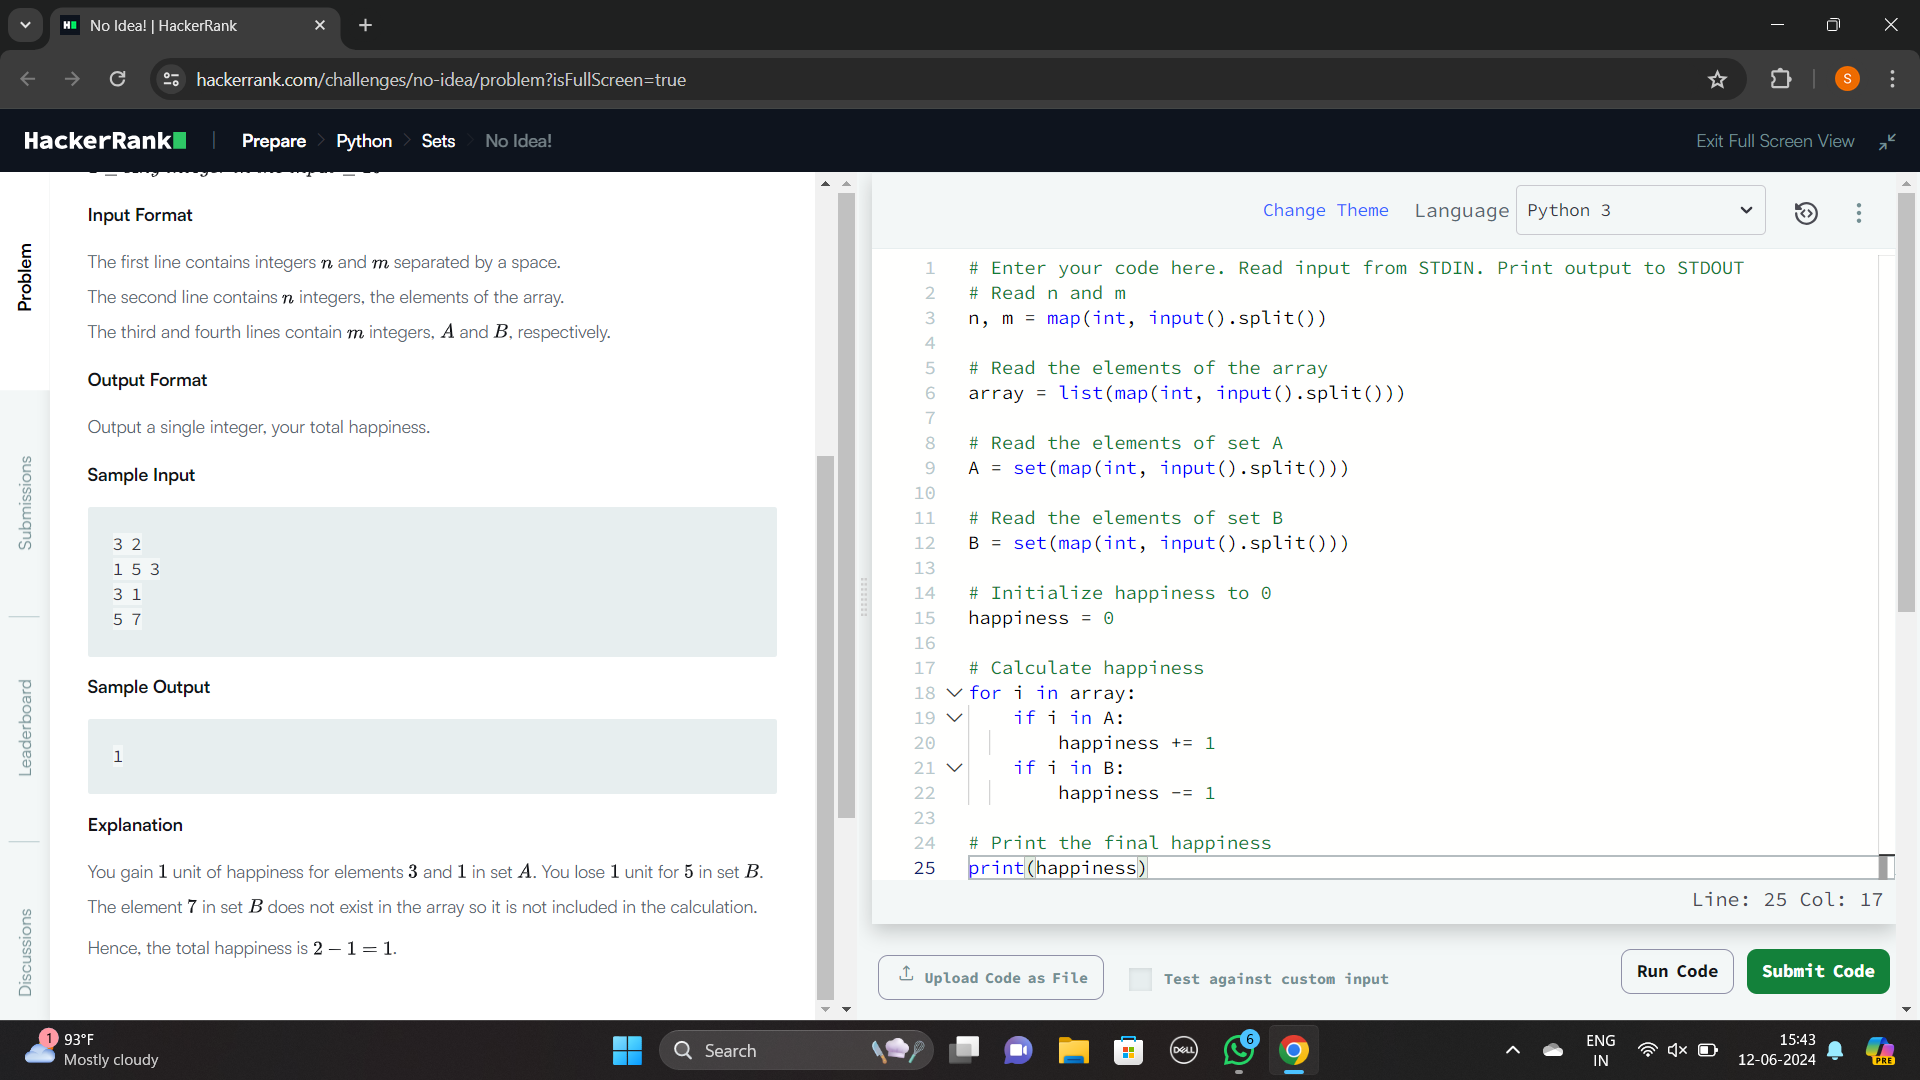 No Idea! | HackerRank
hackerrank.com/challenges/no-idea/problem?isFullScreen=true
S
HackerRank
Prepare
Python
Sets
No Idea!
Exit Full Screen View
Problem
Submissions
Leaderboard
Discussions
Input Format
The first line contains integers n and m separated by a space.
The second line contains n integers, the elements of the array.
The third and fourth lines contain m integers, A and B, respectively.
Output Format
Output a single integer, your total happiness.
Sample Input
3 2
1 5 3
3 1
5 7
Sample Output
1
Explanation
You gain 1 unit of happiness for elements 3 and 1 in set A. You lose 1 unit for 5 in set B.
The element 7 in set B does not exist in the array so it is not included in the calculation.
Hence, the total happiness is 2 − 1 = 1.
Change Theme
Language
Python 3
1 # Enter your code here. Read input from STDIN. Print output to STDOUT
2 # Read n and m
3 n, m = map(int, input().split())
4
5 # Read the elements of the array
6 array = list(map(int, input().split()))
7
8 # Read the elements of set A
9 A = set(map(int, input().split()))
10
11 # Read the elements of set B
12 B = set(map(int, input().split()))
13
14 # Initialize happiness to 0
15 happiness = 0
16
17 # Calculate happiness
18 for i in array:
19 if i in A:
20 happiness += 1
21 if i in B:
22 happiness -= 1
23
24 # Print the final happiness
25 print(happiness)
Line: 25 Col: 17
Upload Code as File
Test against custom input
Run Code
Submit Code
1
93°F
Mostly cloudy
Search
DELL
6
ENG
IN
15:43
12-06-2024
PRE